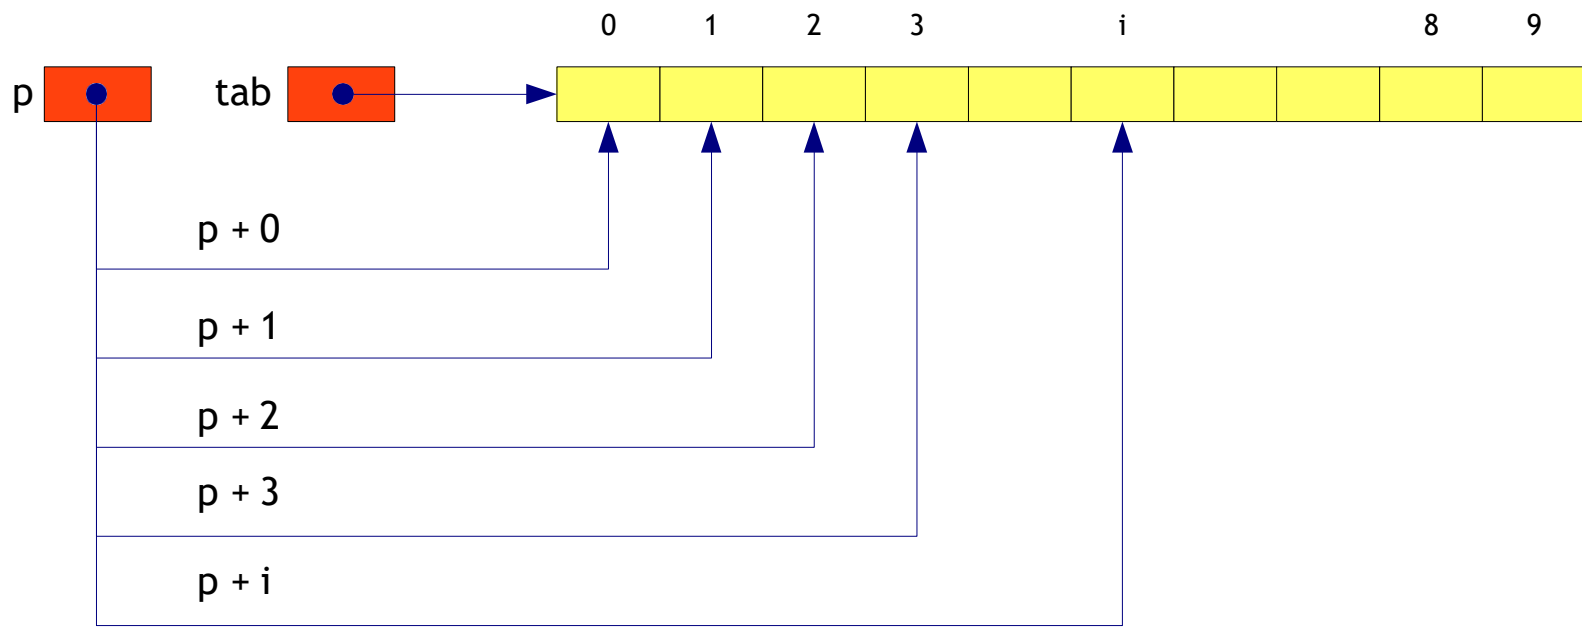 0 1 2 3 i 8 9
p tab
p + 0
p + 1
p + 2
p + 3
p + i